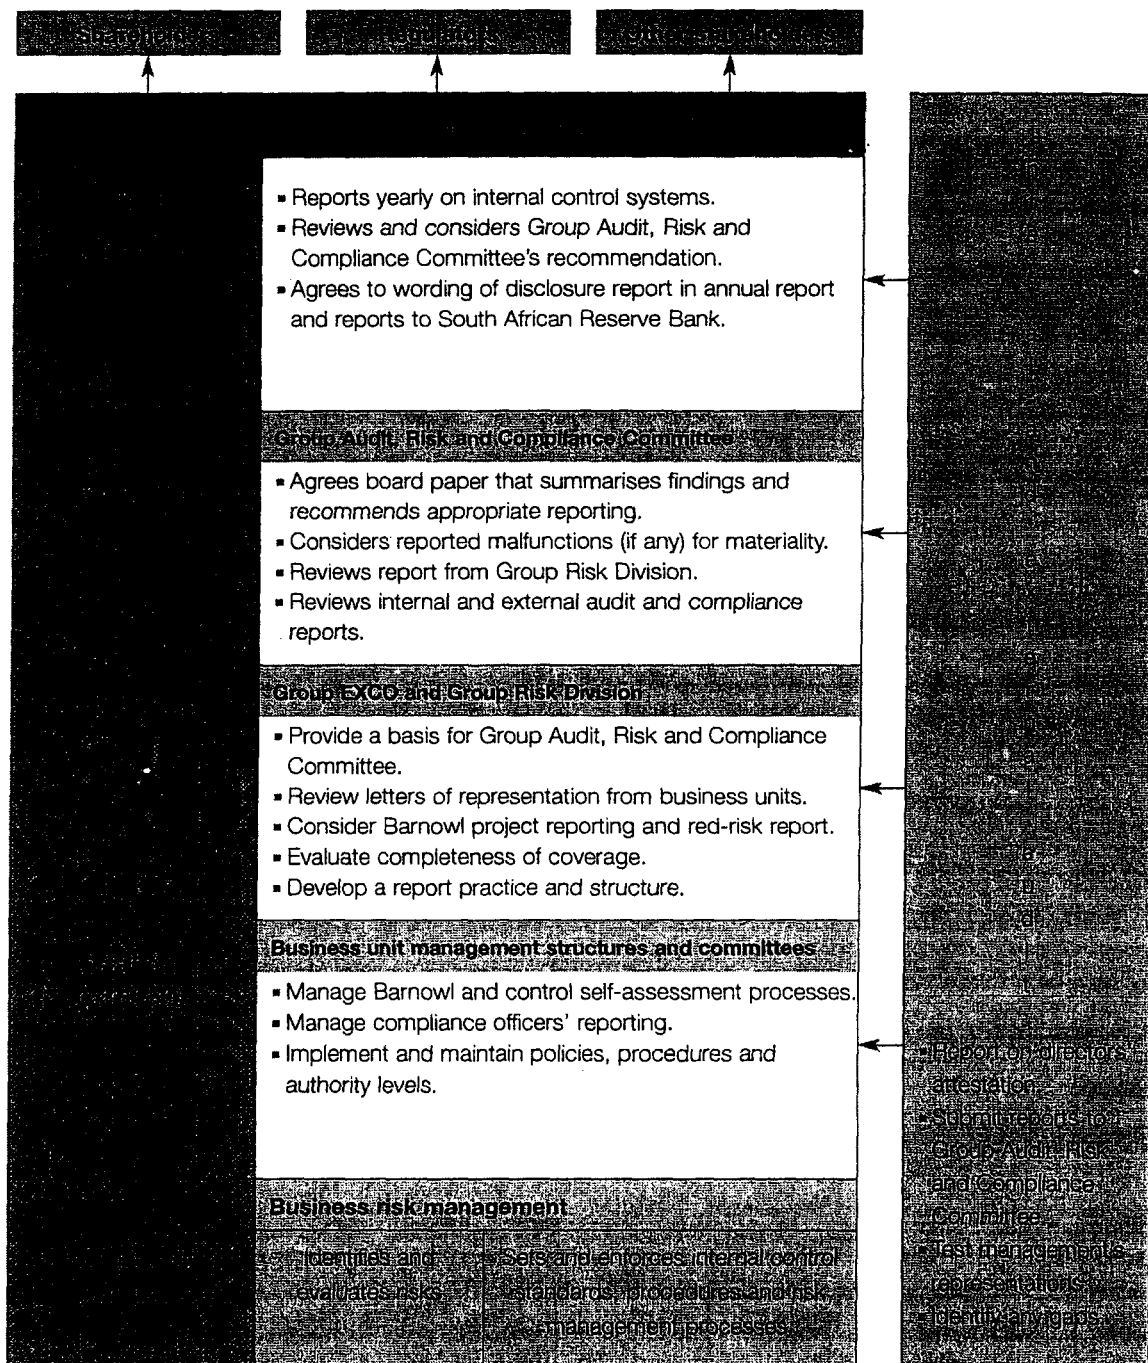 Shareholders
Regulators
Other stakeholders
▪ Reports yearly on internal control systems.
▪ Reviews and considers Group Audit, Risk and
Compliance Committee's recommendation.
▪ Agrees to wording of disclosure report in annual report
and reports to South African Reserve Bank.
Group Audit, Risk and Compliance Committee
▪ Agrees board paper that summarises findings and
recommends appropriate reporting.
▪ Considers reported malfunctions (if any) for materiality.
▪ Reviews report from Group Risk Division.
▪ Reviews internal and external audit and compliance
reports.
Group EXCO and Group Risk Division
▪ Provide a basis for Group Audit, Risk and Compliance
Committee.
▪ Review letters of representation from business units.
▪ Consider Barnowl project reporting and red-risk report.
▪ Evaluate completeness of coverage.
▪ Develop a report practice and structure.
Business unit management structures and committees
▪ Manage Barnowl and control self-assessment processes.
▪ Manage compliance officers' reporting.
▪ Implement and maintain policies, procedures and
authority levels.
Business risk management
Identifies and
evaluates risks
Sets and enforces internal control
standards, procedures and risk
management processes.
▪ Report on directors'
attestation.
▪ Submit reports to
Group Audit, Risk
and Compliance
Committee.
▪ Test management's
representations
identify any gaps.